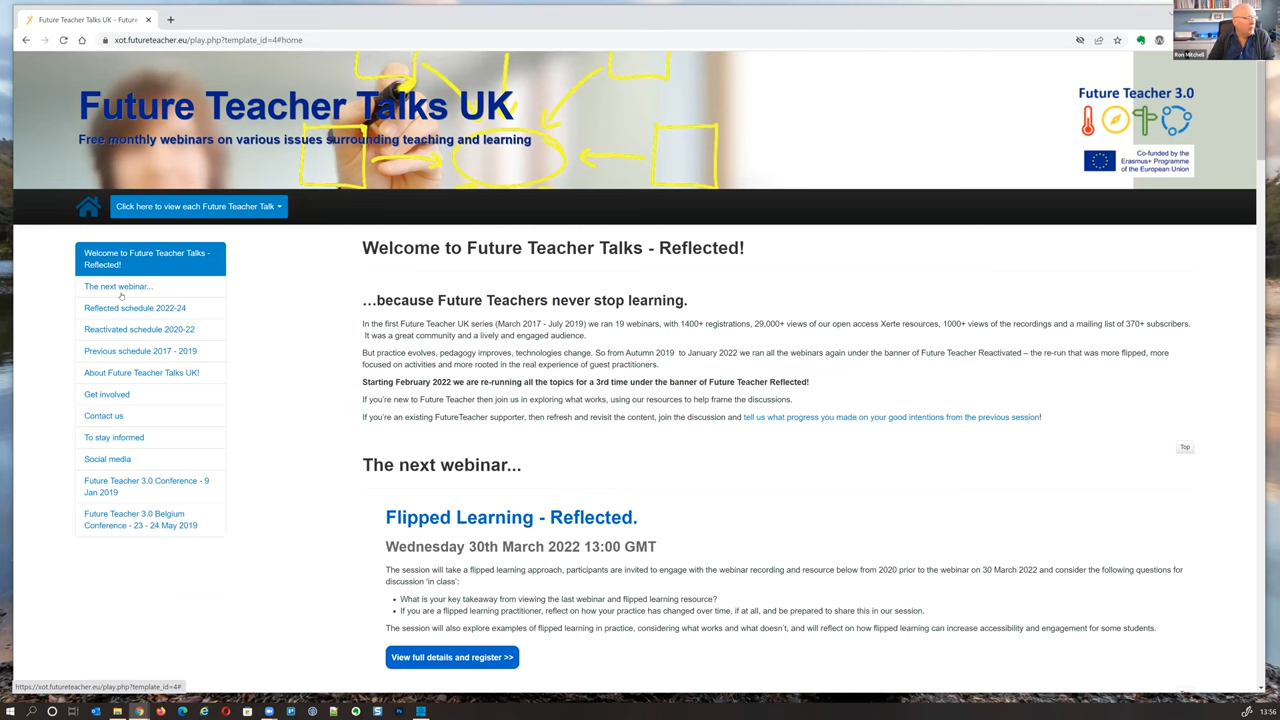 Future Teacher Talks UK - Future
xot.futureteacher.eu/play.php?template_id=4#home
Ron Mitchell
Future Teacher Talks UK
Free monthly webinars on various issues surrounding teaching and learning
Future Teacher 3.0
Co-funded by the
Erasmus+ Programme
of the European Union
Click here to view each Future Teacher Talk
Welcome to Future Teacher Talks -
Reflected!
The next webinar...
Reflected schedule 2022-24
Reactivated schedule 2020-22
Previous schedule 2017 - 2019
About Future Teacher Talks UK!
Get involved
Contact us
To stay informed
Social media
Future Teacher 3.0 Conference - 9
Jan 2019
Future Teacher 3.0 Belgium
Conference - 23 - 24 May 2019
Welcome to Future Teacher Talks - Reflected!
…because Future Teachers never stop learning.
In the first Future Teacher UK series (March 2017 - July 2019) we ran 19 webinars, with 1400+ registrations, 29,000+ views of our open access Xerte resources, 1000+ views of the recordings and a mailing list of 370+ subscribers.
It was a great community and a lively and engaged audience.
But practice evolves, pedagogy improves, technologies change. So from Autumn 2019 to January 2022 we ran all the webinars again under the banner of Future Teacher Reactivated – the re-run that was more flipped, more
focused on activities and more rooted in the real experience of guest practitioners.
Starting February 2022 we are re-running all the topics for a 3rd time under the banner of Future Teacher Reflected!
If you're new to Future Teacher then join us in exploring what works, using our resources to help frame the discussions.
If you're an existing FutureTeacher supporter, then refresh and revisit the content, join the discussion and tell us what progress you made on your good intentions from the previous session!
Top
The next webinar...
Flipped Learning - Reflected.
Wednesday 30th March 2022 13:00 GMT
The session will take a flipped learning approach, participants are invited to engage with the webinar recording and resource below from 2020 prior to the webinar on 30 March 2022 and consider the following questions for
discussion 'in class':
• What is your key takeaway from viewing the last webinar and flipped learning resource?
• If you are a flipped learning practitioner, reflect on how your practice has changed over time, if at all, and be prepared to share this in our session.
The session will also explore examples of flipped learning in practice, considering what works and what doesn't, and will reflect on how flipped learning can increase accessibility and engagement for some students.
View full details and register >>
https://xot.futureteacher.eu/play.php?template_id=4#
13:56